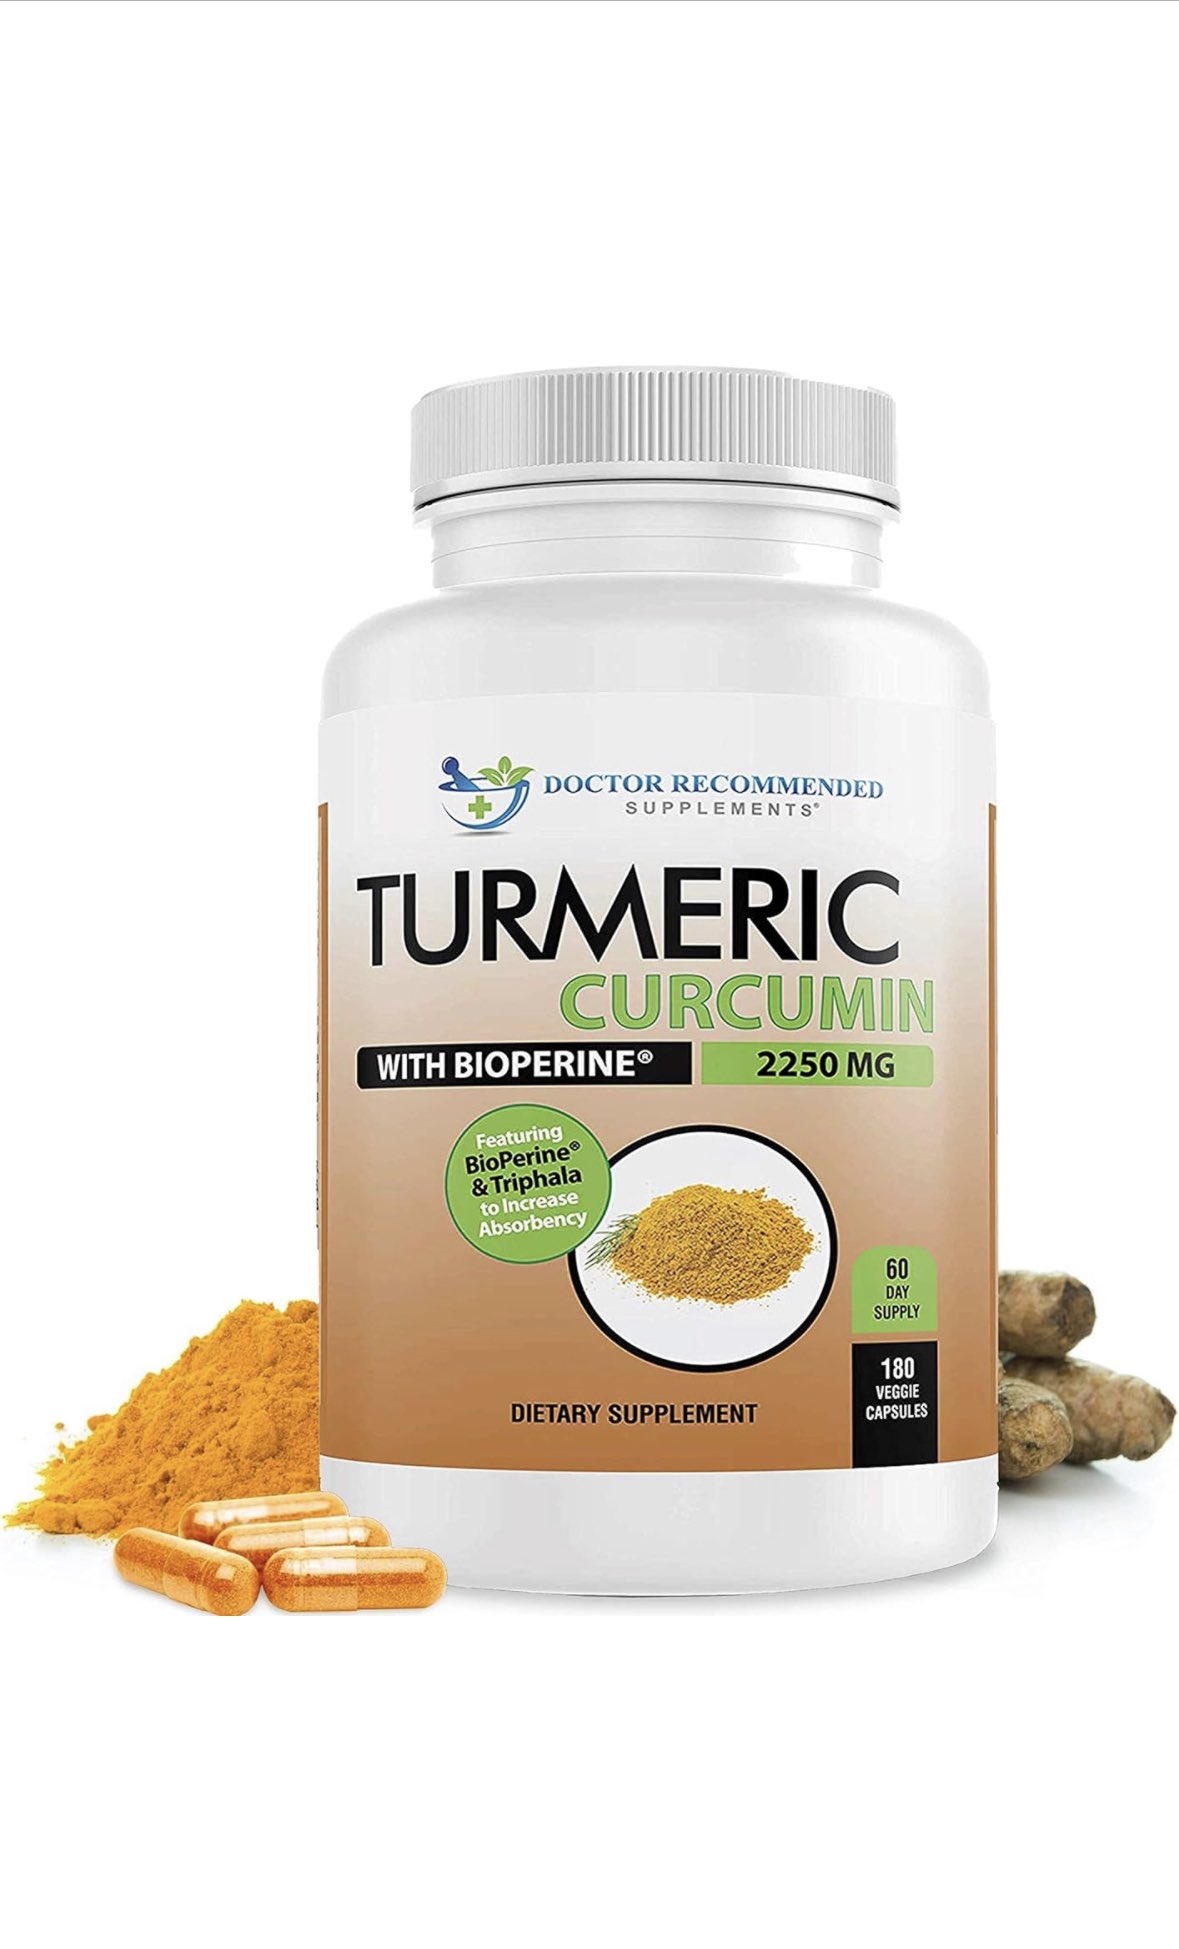 DOCTOR RECOMMENDED
SUPPLEMENTS®
TURMERIC
CURCUMIN
WITH BIOPERINE®
2250 MG
Featuring
BioPerine®
& Triphala
to Increase
Absorbency
60
DAY
SUPPLY
180
VEGGIE
CAPSULES
DIETARY SUPPLEMENT